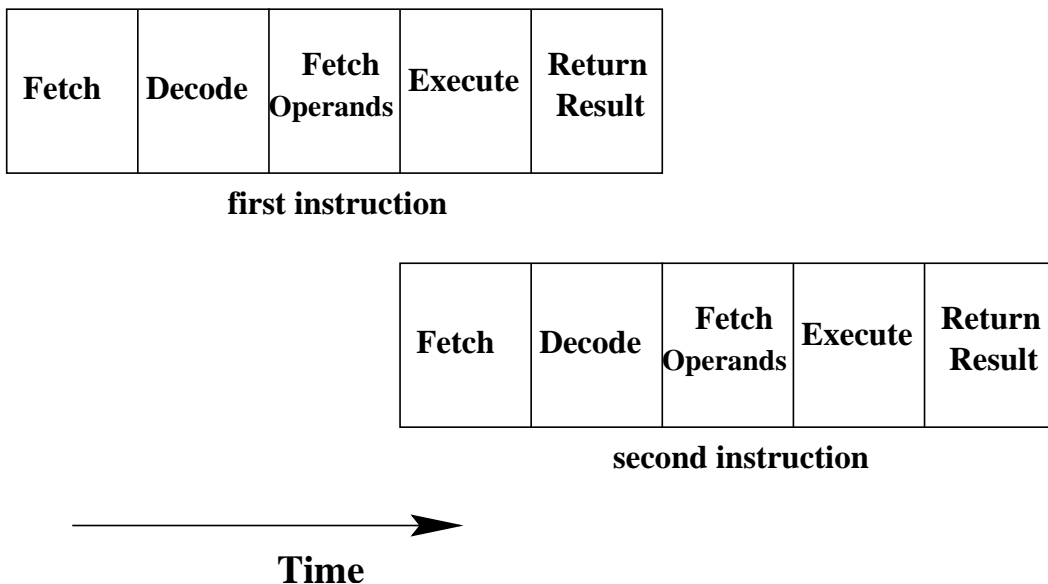 Fetch
Decode
Fetch
Operands
Execute
Return
Result
first instruction
Fetch
Decode
Fetch
Operands
Execute
Return
Result
second instruction
Time